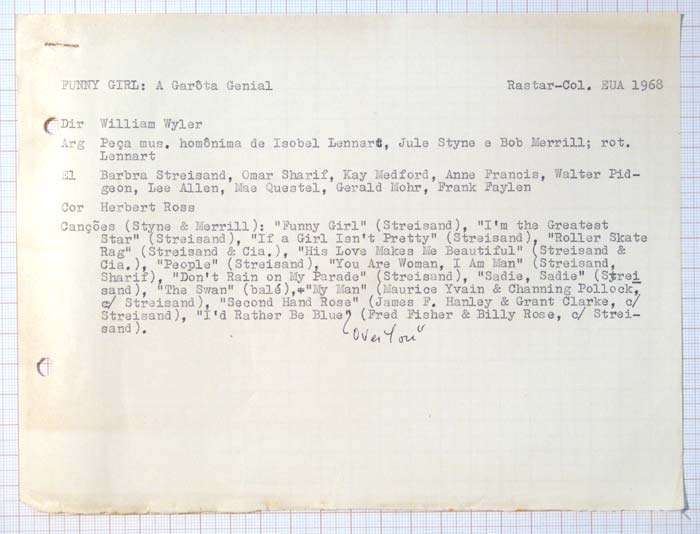 FUNNY GIRL: A Garôta Genial Rastar-Col. EUA 1968
Dir William Wyler
Arg Peça mus. homônima de Isobel Lennart, Jule Styne e Bob Merrill; rot.
Lennart
El Barbra Streisand, Omar Sharif, Kay Medford, Anne Francis, Walter Pid-
geon, Lee Allen, Mae Questel, Gerald Mohr, Frank Faylen
Cor Herbert Ross
Canções (Styne & Merrill): "Funny Girl" (Streisand), "I'm the Greatest
Star" (Streisand), "If a Girl Isn't Pretty" (Streisand), "Roller Skate
Rag" (Streisand & Cia.), "His Love Makes Me Beautiful" (Streisand &
Cia.), "People" (Streisand), "You Are Woman, I Am Man" (Streisand,
Sharif), "Don't Rain on My Parade" (Streisand), "Sadie, Sadie" (Strei
sand), "The Swan" (balé),+"My Man" (Maurice Yvain & Channing Pollock,
c/ Streisand), "Second Hand Rose" (James F. Hanley & Grant Clarke, c/
Streisand), "I'd Rather Be Blue" (Fred Fisher & Billy Rose, c/ Strei-
sand).
Over You"